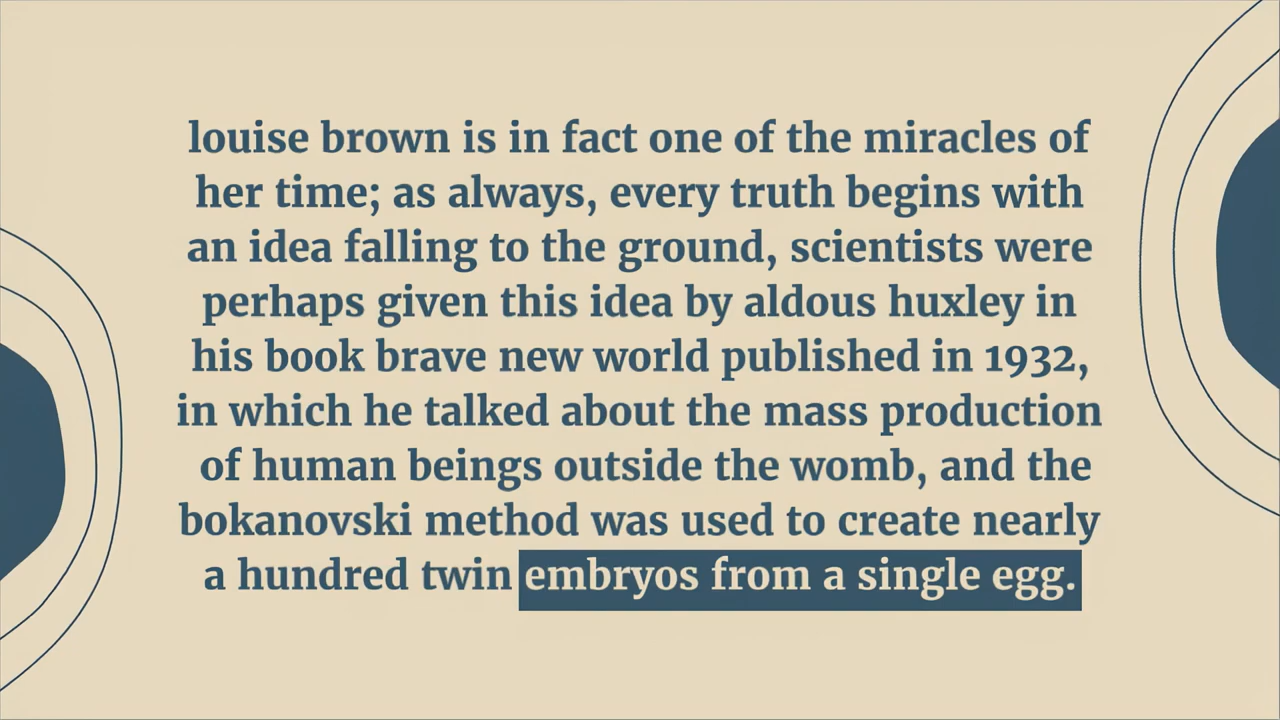 louise brown is in fact one of the miracles of
her time; as always, every truth begins with
an idea falling to the ground, scientists were
perhaps given this idea by aldous huxley in
his book brave new world published in 1932,
in which he talked about the mass production
of human beings outside the womb, and the
bokanovski method was used to create nearly
a hundred twin embryos from a single egg.